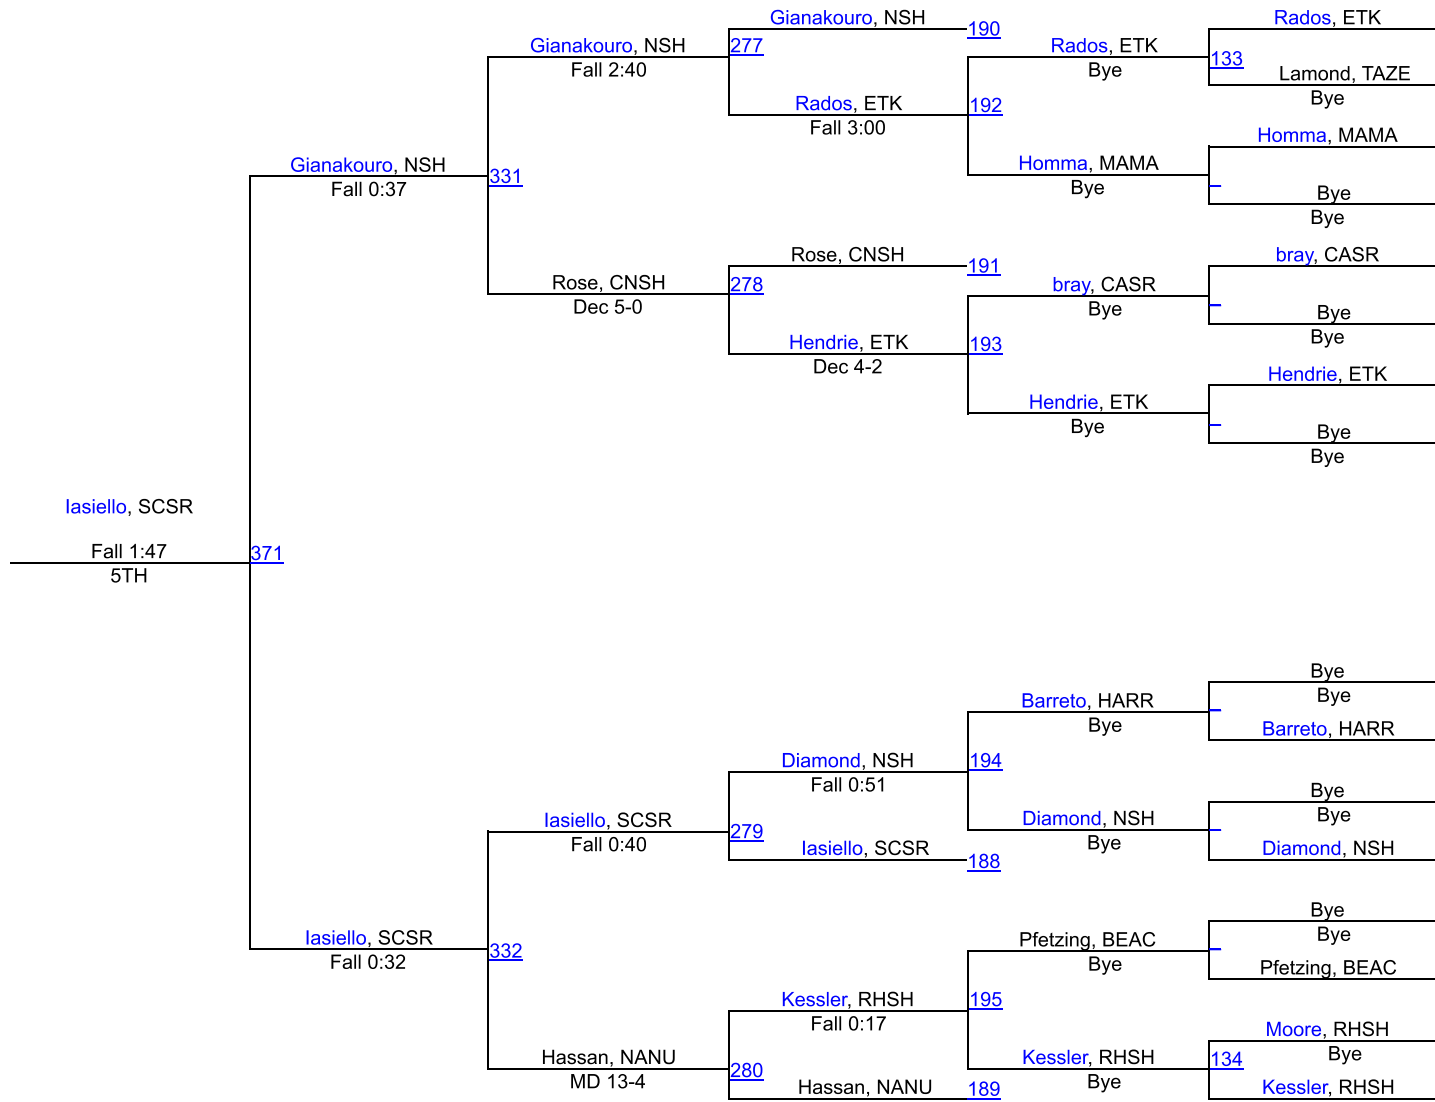 Gianakouro, NSH
190
Rados, ETK
Gianakouro, NSH
277
Rados, ETK
133
Fall 2:40
Bye
Lamond, TAZE
Bye
Rados, ETK
192
Fall 3:00
Homma, MAMA
Gianakouro, NSH
331
Homma, MAMA
Fall 0:37
Bye
Bye
Bye
Rose, CNSH
191
bray, CASR
Rose, CNSH
278
bray, CASR
Dec 5-0
Bye
Bye
Bye
Hendrie, ETK
193
Dec 4-2
Hendrie, ETK
Hendrie, ETK
Bye
Bye
Bye
Iasiello, SCSR
Fall 1:47
371
5TH
Bye
Bye
Barreto, HARR
Bye
Barreto, HARR
Diamond, NSH
194
Fall 0:51
Bye
Bye
Iasiello, SCSR
279
Diamond, NSH
Fall 0:40
Bye
Iasiello, SCSR
188
Diamond, NSH
Bye
Bye
Iasiello, SCSR
332
Pfetzing, BEAC
Fall 0:32
Bye
Pfetzing, BEAC
Kessler, RHSH
195
Fall 0:17
Moore, RHSH
Bye
Hassan, NANU
280
Kessler, RHSH
134
MD 13-4
Bye
Hassan, NANU
189
Kessler, RHSH